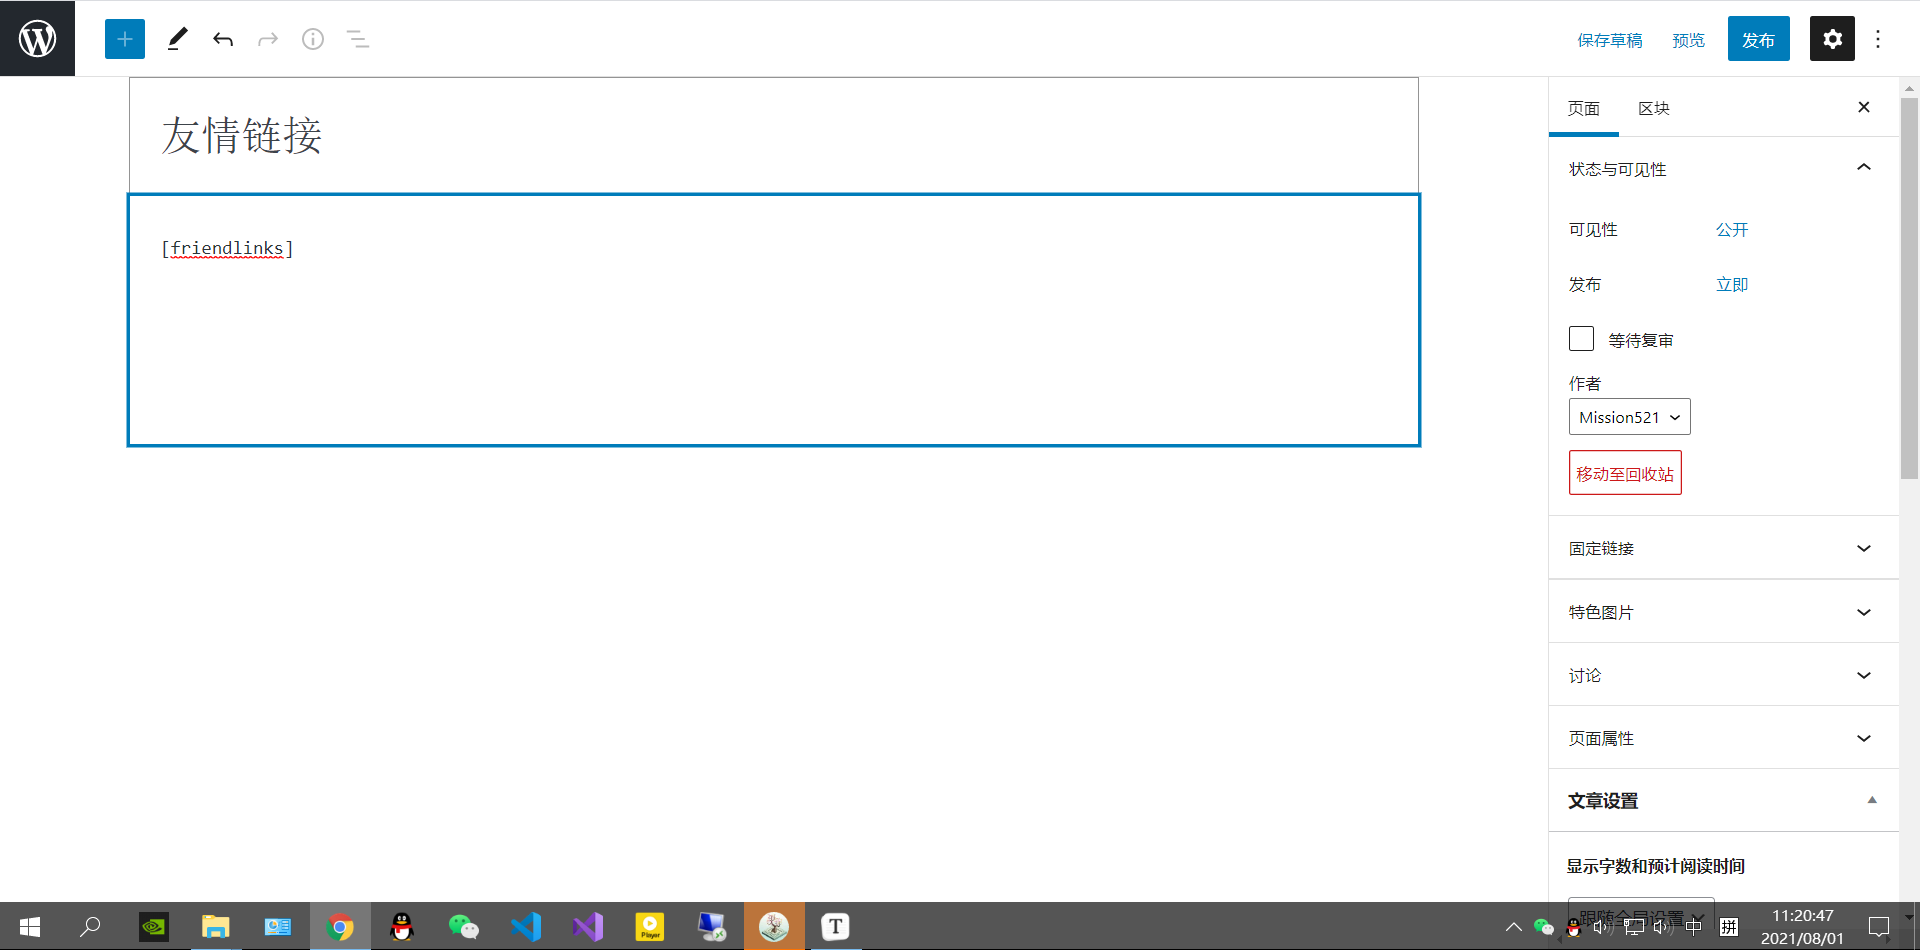 保存草稿
预览
发布
友情链接
[friendlinks]
页面
区块
状态与可见性
可见性
公开
发布
立即
等待复审
作者
Mission521
移动至回收站
固定链接
特色图片
讨论
页面属性
文章设置
显示字数和预计阅读时间
跟随全局设置
Player
T
中
拼
11:20:47
2021/08/01